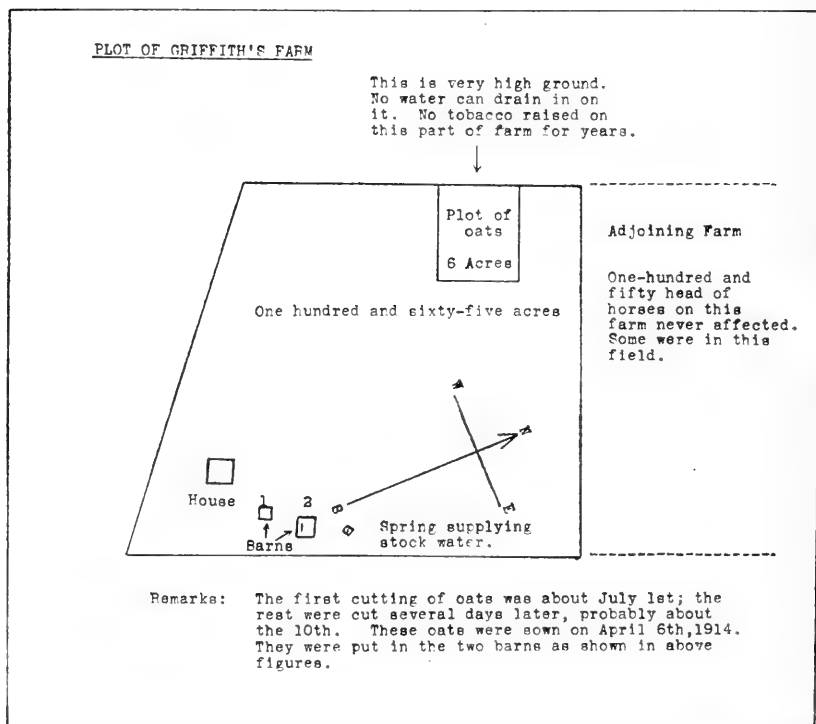 PLOT OF GRIFFITH'S FARM
This is very high ground.
No water can drain in on
it. No tobacco raised on
this part of farm for years.
Plot of
oats
6 Acres
Adjoining Farm
One-hundred and
fifty head of
horses on this
farm never affected.
Some were in this
field.
One hundred and sixty-five acres
W
N
E
S
House
1
2
Barns
Spring supplying
stock water.
Remarks: The first cutting of oats was about July 1st; the
rest were cut several days later, probably about
the 10th. These oats were sown on April 6th,1914.
They were put in the two barns as shown in above
figures.